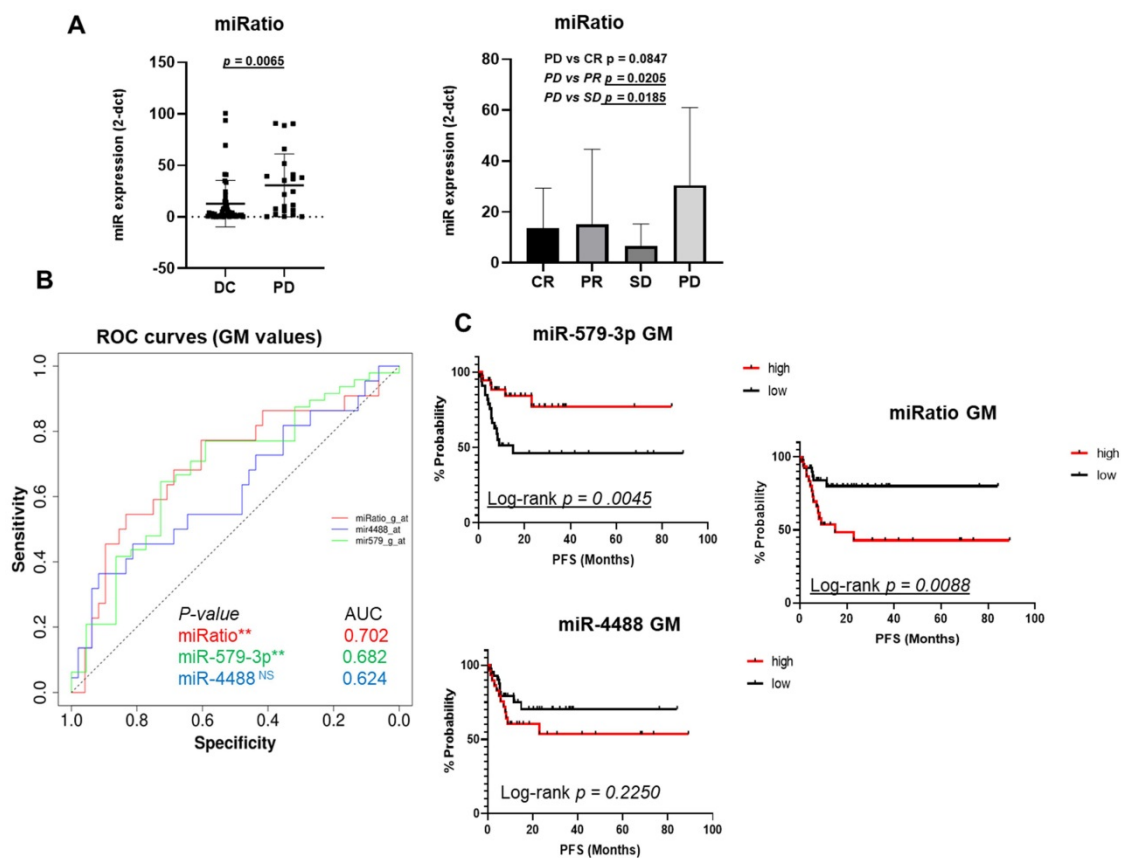 A
miRatio
p = 0.0065
miR expression (2-dct)
150
100
50
0
-50
DC PD
miRatio
PD vs CR p = 0.0847
PD vs PR p = 0.0205
PD vs SD p = 0.0185
miR expression (2-dct)
80
60
40
20
0
CR PR SD PD
B
ROC curves (GM values)
Sensitivity
1.0
0.8
0.6
0.4
0.2
0.0
miRatio_g_at
mir4488_at
mir579_g_at
P-value AUC
miRatio** 0.702
miR-579-3p** 0.682
miR-4488 NS 0.624
1.0 0.8 0.6 0.4 0.2 0.0
Specificity
C
miR-579-3p GM
high
low
% Probability
100
50
0
Log-rank p = 0 .0045
0 20 40 60 80 100
PFS (Months)
miRatio GM
high
low
% Probability
100
50
0
Log-rank p = 0.0088
0 20 40 60 80 100
PFS (Months)
miR-4488 GM
high
low
% Probability
100
50
0
Log-rank p = 0.2250
0 20 40 60 80 100
PFS (Months)